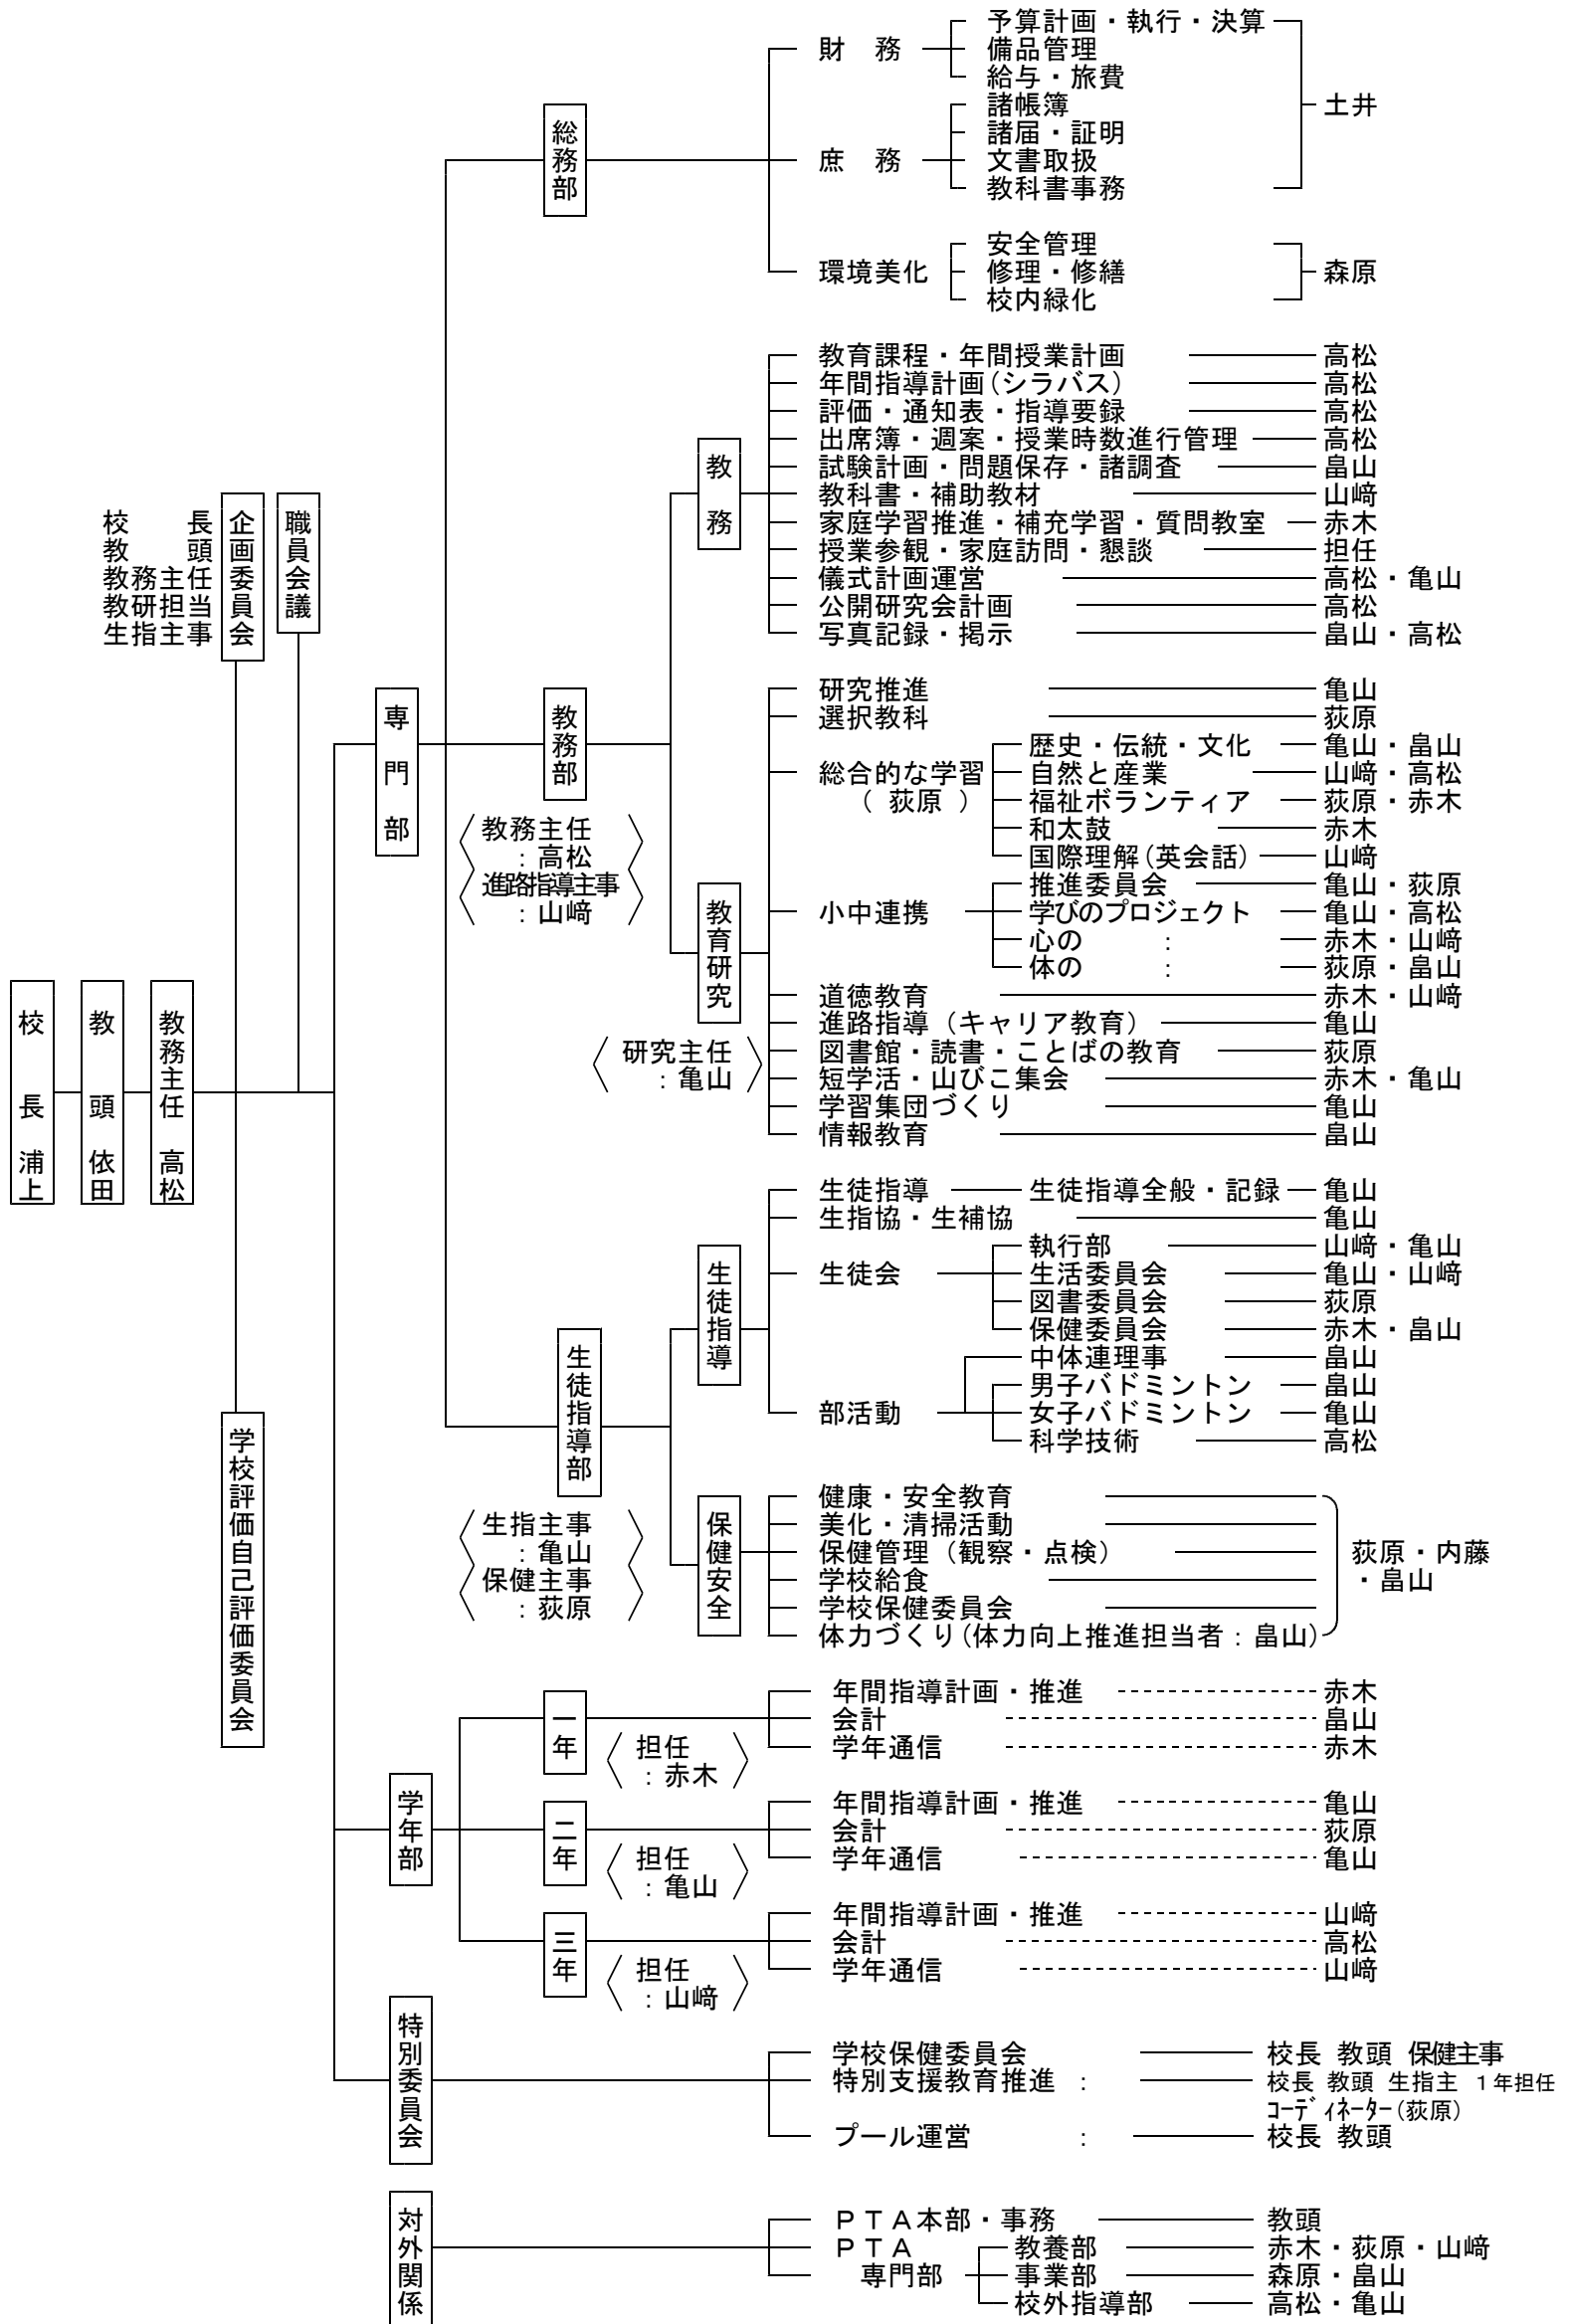 財　務
予算計画・執行・決算
備品管理
給与・旅費
庶　務
諸帳簿
諸届・証明
文書取扱
教科書事務
土井
総務部
環境美化
安全管理
修理・修繕
校内緑化
森原
教育課程・年間授業計画 高松
年間指導計画(シラバス) 高松
評価・通知表・指導要録 高松
出席簿・週案・授業時数進行管理 高松
試験計画・問題保存・諸調査 畠山
教科書・補助教材 山﨑
家庭学習推進・補充学習・質問教室 赤木
授業参観・家庭訪問・懇談 担任
儀式計画運営 高松・亀山
公開研究会計画 高松
写真記録・掲示 畠山・高松
教　務
校　　長
教　　頭
教務主任
教研担当
生指主事
企画委員会
職員会議
専門部
教務部
教務主任
：高松
進路指導主事
：山﨑
研究推進 亀山
選択教科 荻原
総合的な学習
（ 荻原 ）
歴史・伝統・文化 亀山・畠山
自然と産業 山﨑・高松
福祉ボランティア 荻原・赤木
和太鼓 赤木
国際理解(英会話) 山﨑
小中連携
推進委員会 亀山・荻原
学びのプロジェクト 亀山・高松
心の　　： 赤木・山﨑
体の　　： 荻原・畠山
道徳教育 赤木・山﨑
進路指導（キャリア教育） 亀山
図書館・読書・ことばの教育 荻原
短学活・山びこ集会 赤木・亀山
学習集団づくり 亀山
情報教育 畠山
教育研究
研究主任
：亀山
校長　浦上
教頭　依田
教務主任　高松
生徒指導 生徒指導全般・記録 亀山
生指協・生補協 亀山
生徒会
執行部 山﨑・亀山
生活委員会 亀山・山﨑
図書委員会 荻原
保健委員会 赤木・畠山
部活動
中体連理事 畠山
男子バドミントン 畠山
女子バドミントン 亀山
科学技術 高松
生徒指導
生徒指導部
生指主事
：亀山
保健主事
：荻原
保健安全
健康・安全教育
美化・清掃活動
保健管理（観察・点検）
学校給食
学校保健委員会
体力づくり(体力向上推進担当者：畠山)
荻原・内藤
・畠山
学校評価自己評価委員会
学年部
一年
担任
：赤木
年間指導計画・推進 赤木
会計 畠山
学年通信 赤木
二年
担任
：亀山
年間指導計画・推進 亀山
会計 荻原
学年通信 亀山
三年
担任
：山﨑
年間指導計画・推進 山﨑
会計 高松
学年通信 山﨑
特別委員会
学校保健委員会 校長 教頭 保健主事
特別支援教育推進 ： 校長 教頭 生指主 １年担任
ｺｰﾃﾞｨﾈｰﾀｰ(荻原)
プール運営 ： 校長 教頭
対外関係
ＰＴＡ本部・事務 教頭
ＰＴＡ
専門部
教養部 赤木・荻原・山﨑
事業部 森原・畠山
校外指導部 高松・亀山